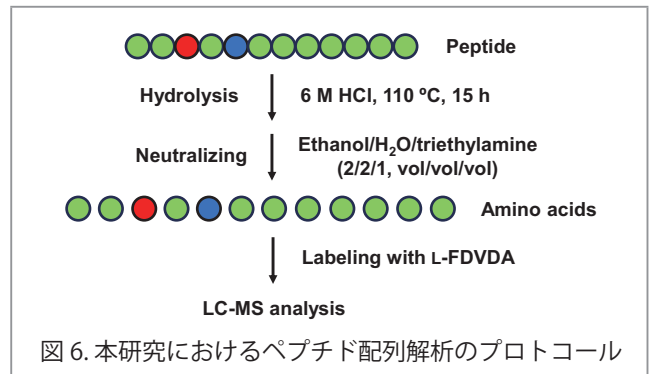 Peptide
Hydrolysis
6 M HCl, 110 ºC, 15 h
Neutralizing
Ethanol/H₂O/triethylamine
(2/2/1, vol/vol/vol)
Amino acids
Labeling with L-FDVDA
LC-MS analysis
図 6. 本研究におけるペプチド配列解析のプロトコール